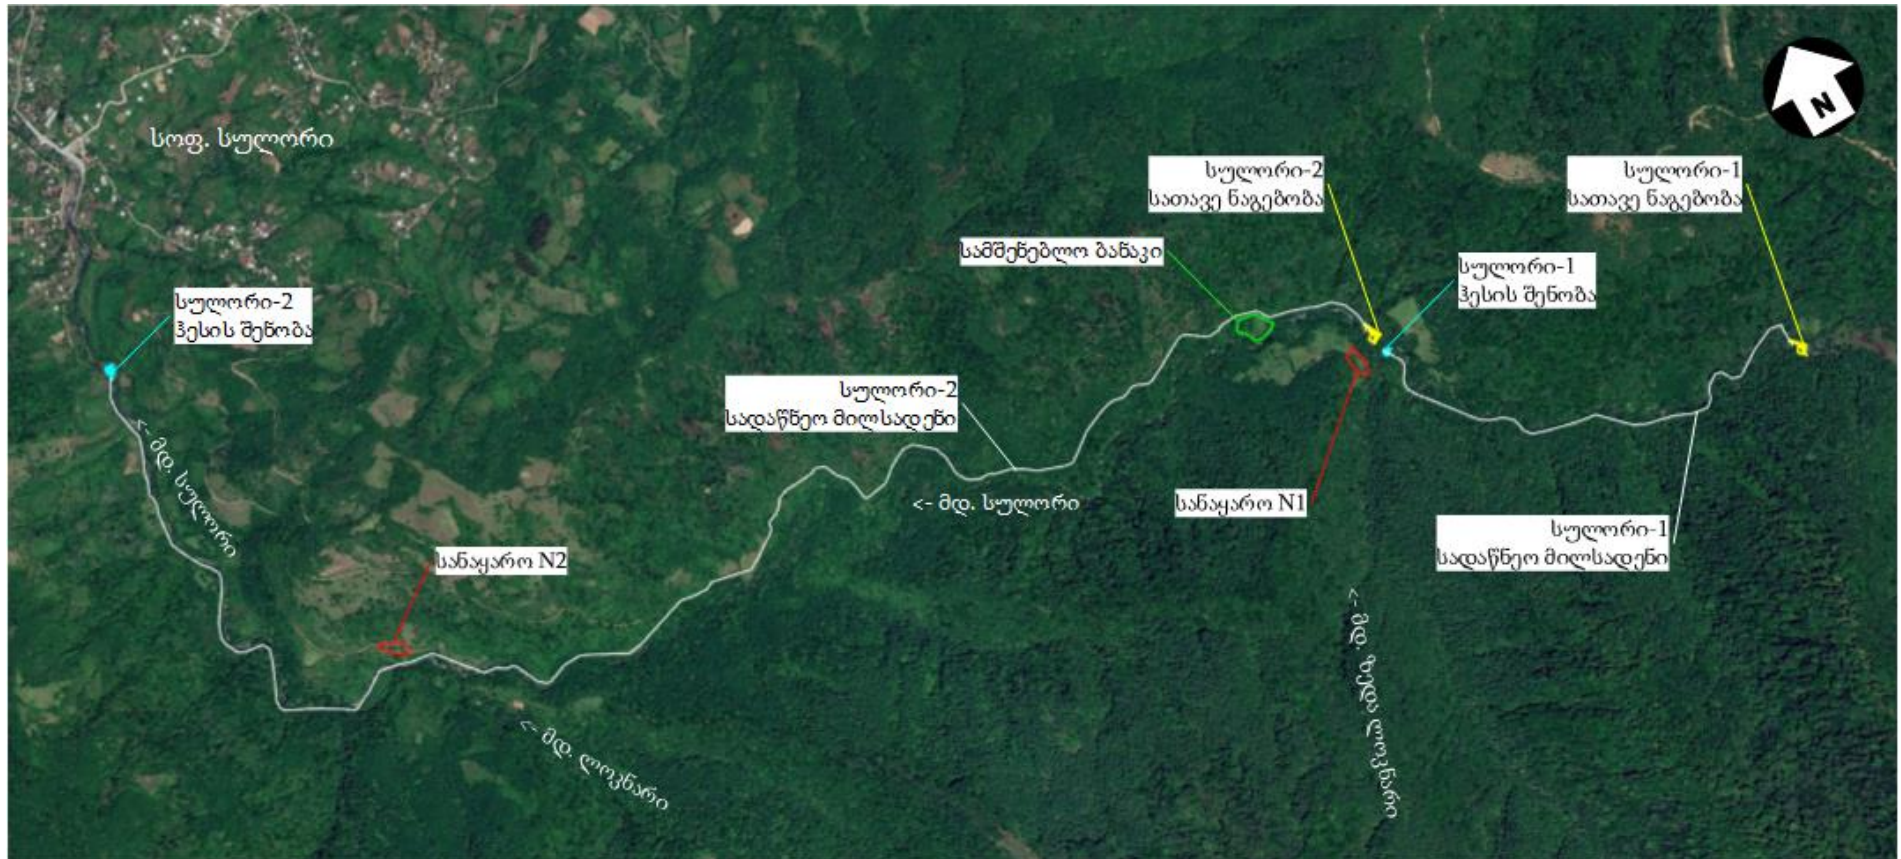 N
სოფ. სულორი
სულორი-2
სათავე ნაგებობა
სულორი-1
სათავე ნაგებობა
სამშენებლო ბანაკი
სულორი-1
ჰესის შენობა
სულორი-2
ჰესის შენობა
სულორი-2
სადაწნეო მილსადენი
<- მდ. სულორი
<- მდ. სულორი
სანაყარო N1
სულორი-1
სადაწნეო მილსადენი
სანაყარო N2
<- მდ. ზედა ლოკნარი
<- მდ. ლოკნარი